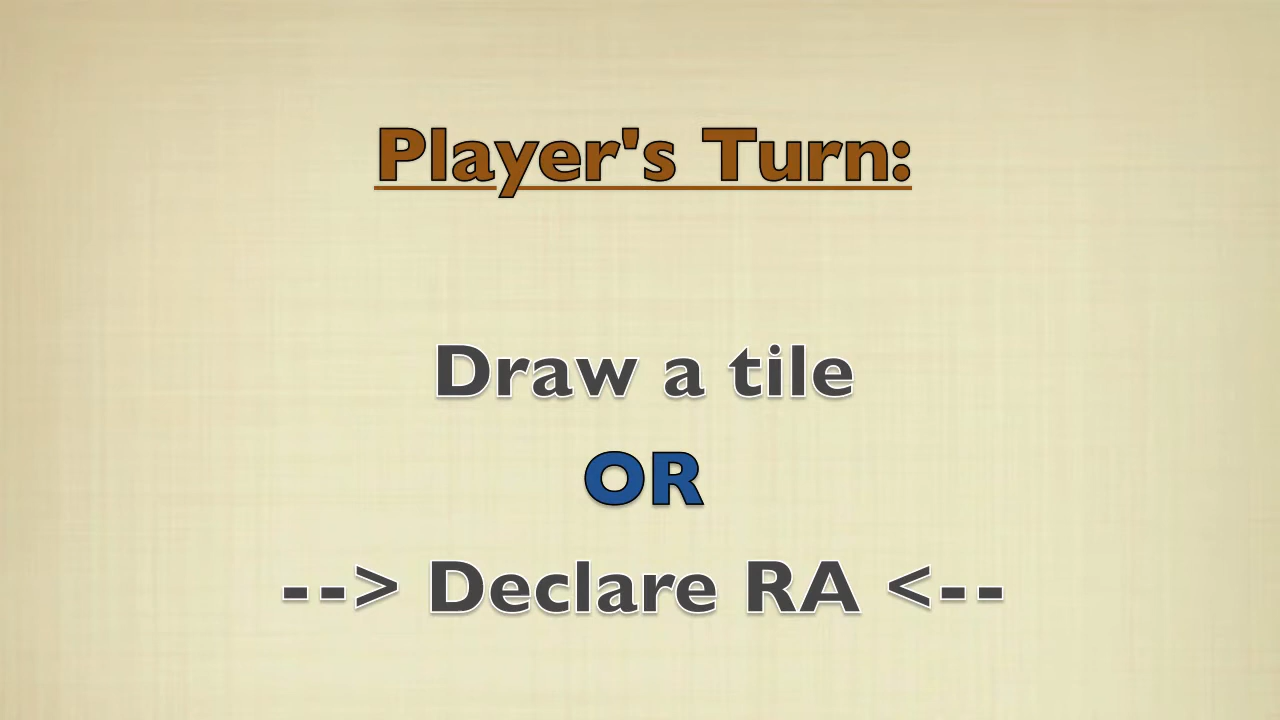 Player's Turn:
Draw a tile
OR
--> Declare RA <--